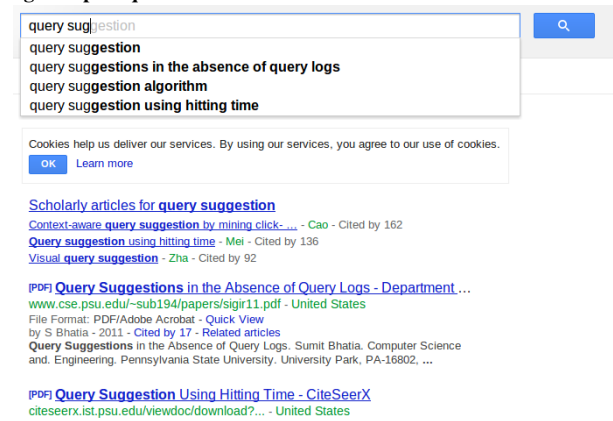 query suggestion
query suggestion
query suggestions in the absence of query logs
query suggestion algorithm
query suggestion using hitting time
Cookies help us deliver our services. By using our services, you agree to our use of cookies.
OK Learn more
Scholarly articles for query suggestion
Context-aware query suggestion by mining click- ... - Cao - Cited by 162
Query suggestion using hitting time - Mei - Cited by 136
Visual query suggestion - Zha - Cited by 92
[PDF] Query Suggestions in the Absence of Query Logs - Department ...
www.cse.psu.edu/~sub194/papers/sigir11.pdf - United States
File Format: PDF/Adobe Acrobat - Quick View
by S Bhatia - 2011 - Cited by 17 - Related articles
Query Suggestions in the Absence of Query Logs. Sumit Bhatia. Computer Science
and. Engineering. Pennsylvania State University. University Park, PA-16802, ...
[PDF] Query Suggestion Using Hitting Time - CiteSeerX
citeseerx.ist.psu.edu/viewdoc/download?... - United States